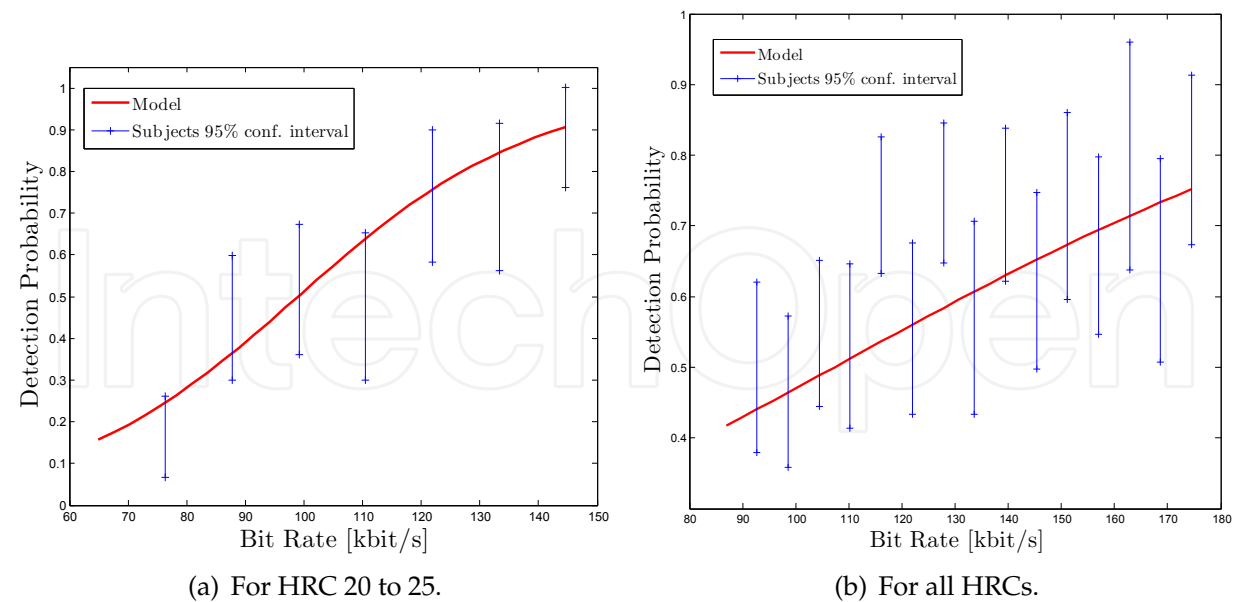 Model
Subjects 95% conf. interval
Detection Probability
1
0.9
0.8
0.7
0.6
0.5
0.4
0.3
0.2
0.1
0
60 70 80 90 100 110 120 130 140 150
Bit Rate [kbit/s]
(a) For HRC 20 to 25.
Model
Subjects 95% conf. interval
Detection Probability
1
0.9
0.8
0.7
0.6
0.5
0.4
80 90 100 110 120 130 140 150 160 170 180
Bit Rate [kbit/s]
(b) For all HRCs.
IntechOpen